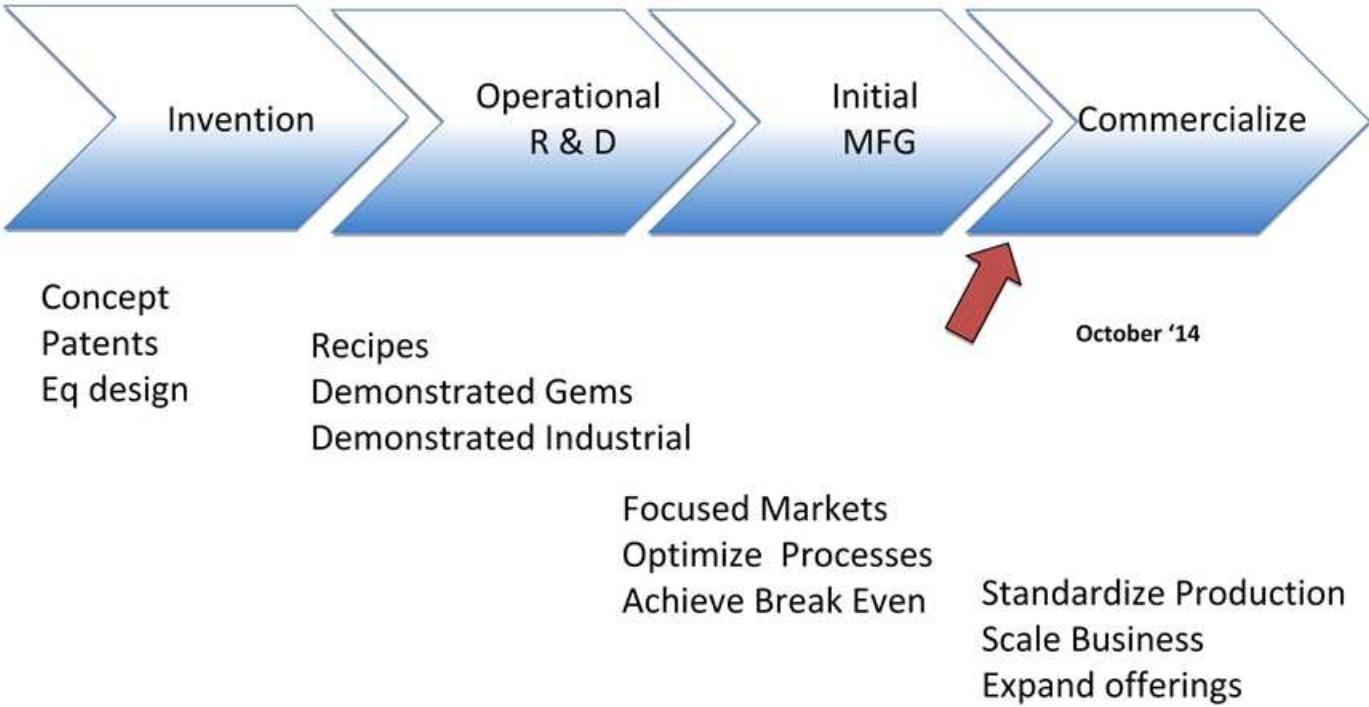 Invention
Operational
R & D
Initial
MFG
Commercialize
Concept
Patents
Eq design
Recipes
Demonstrated Gems
Demonstrated Industrial
October ‘14
Focused Markets
Optimize  Processes
Achieve Break Even
Standardize Production
Scale Business
Expand offerings